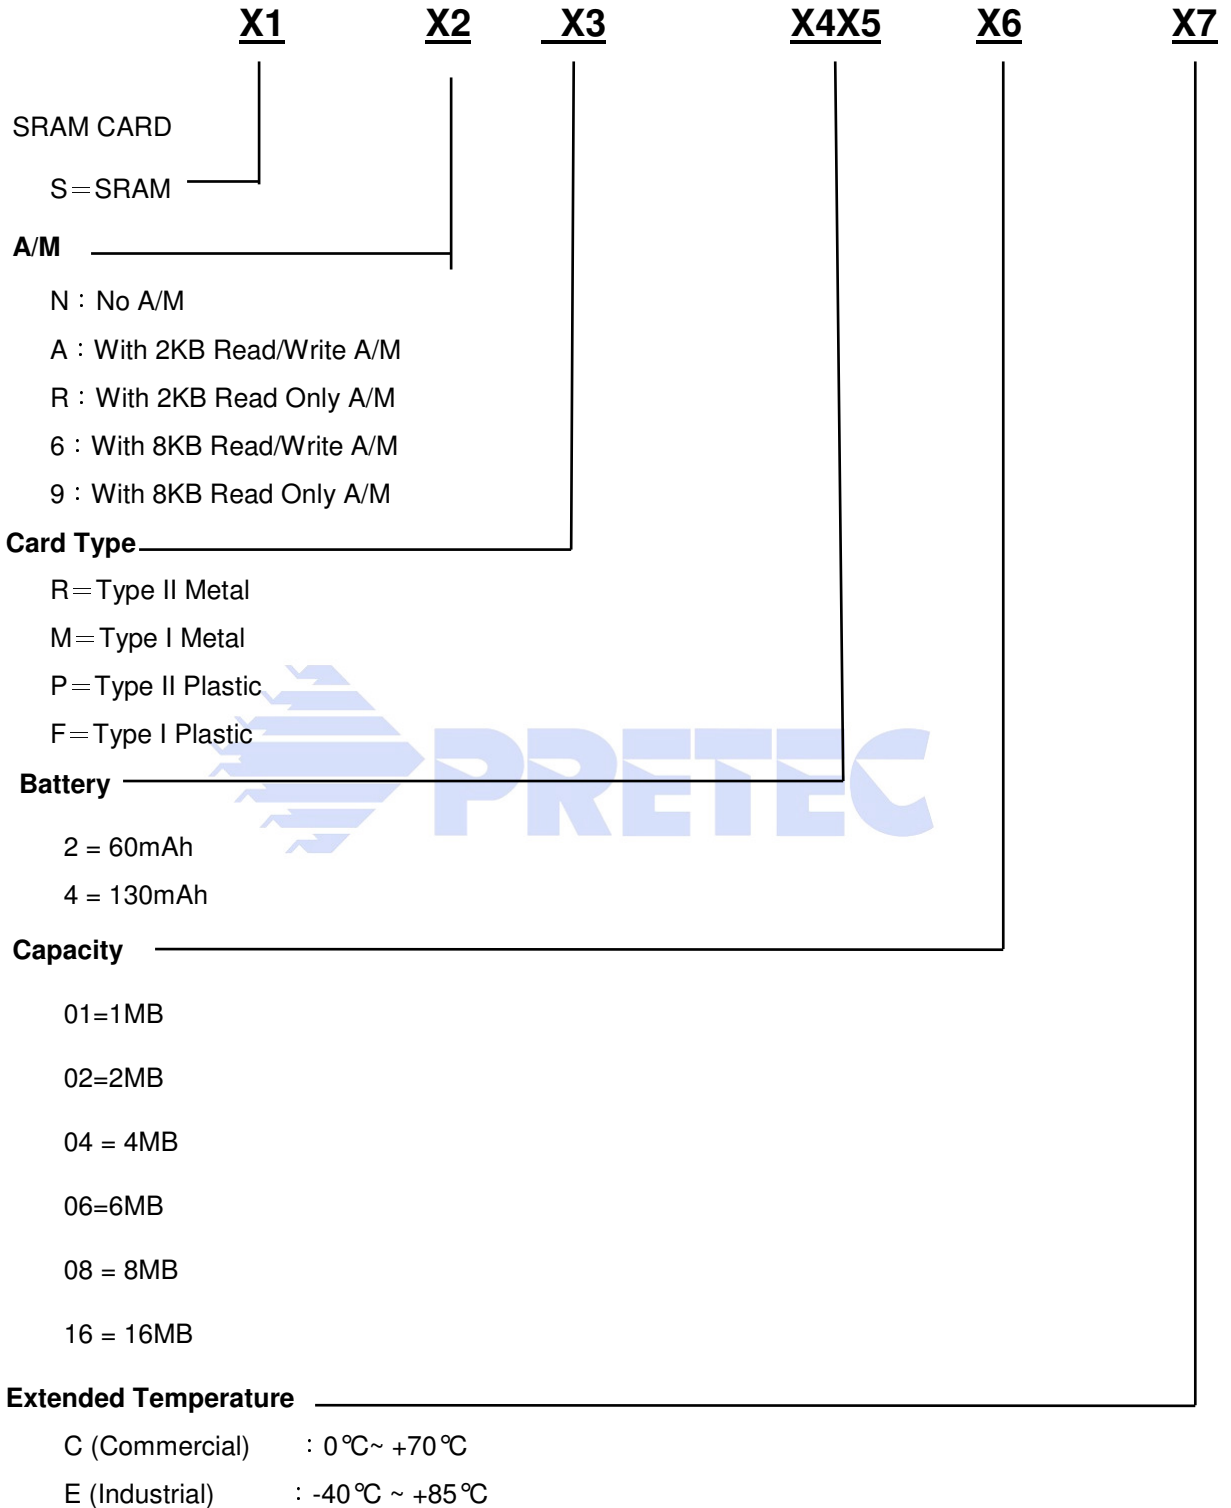 X1 X2 X3 X4X5 X6 X7
SRAM CARD
S＝SRAM
A/M
N：No A/M
A：With 2KB Read/Write A/M
R：With 2KB Read Only A/M
6：With 8KB Read/Write A/M
9：With 8KB Read Only A/M
Card Type
R＝Type II Metal
M＝Type I Metal
P＝Type II Plastic
F＝Type I Plastic
PRETEC
Battery
2 = 60mAh
4 = 130mAh
Capacity
01=1MB
02=2MB
04 = 4MB
06=6MB
08 = 8MB
16 = 16MB
Extended Temperature
C (Commercial) ：0℃~ +70℃
E (Industrial) ：-40℃ ~ +85℃